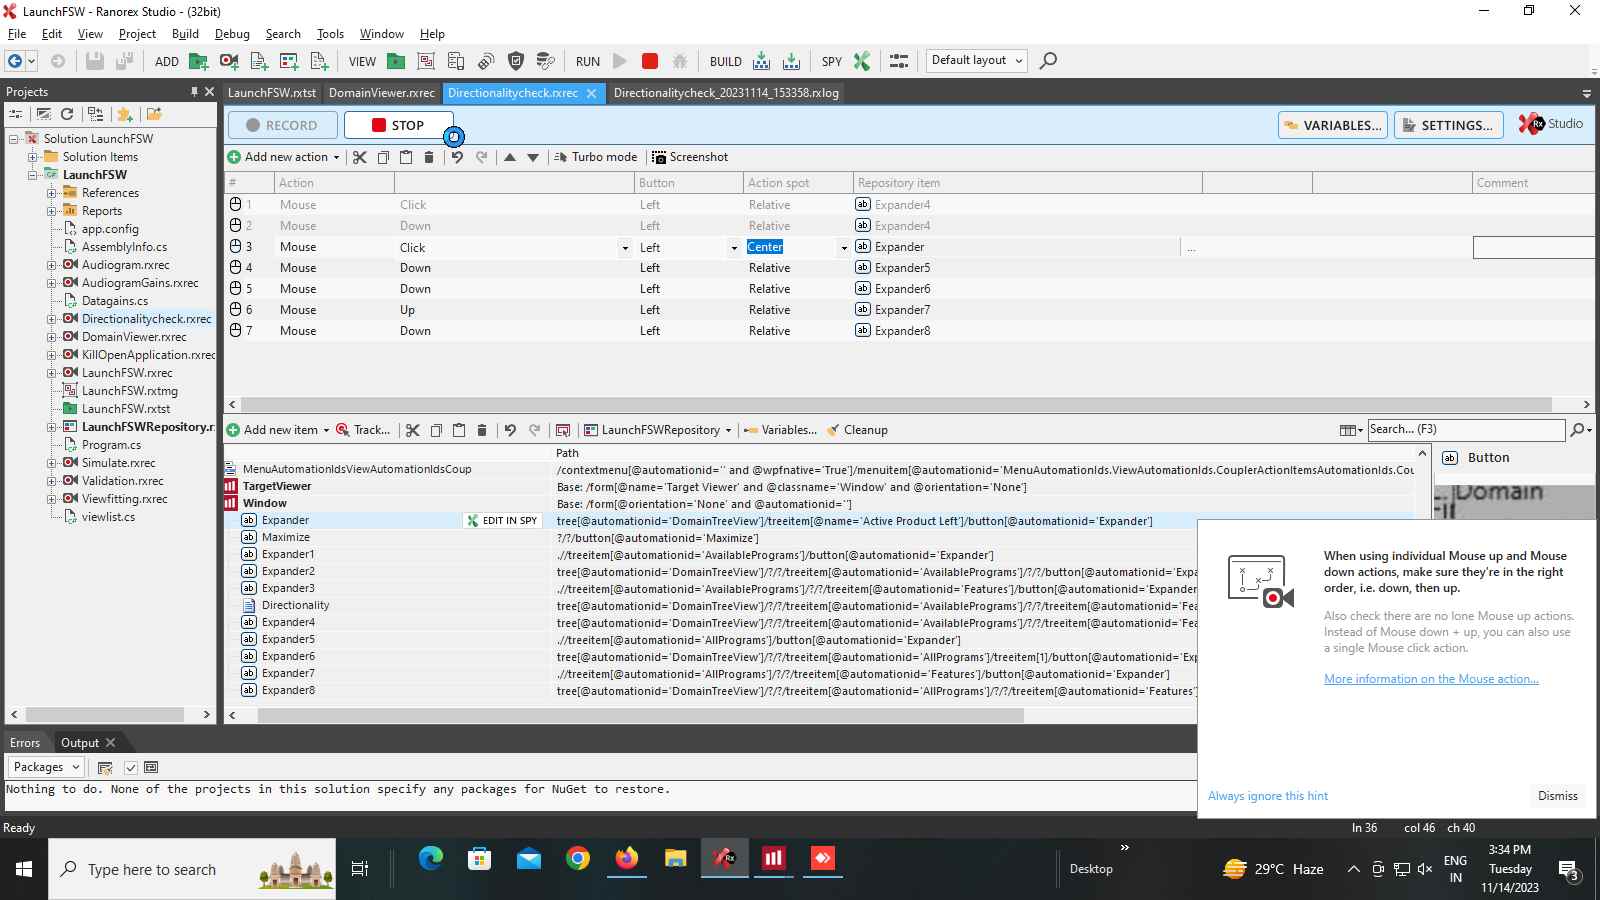 LaunchFSW - Ranorex Studio - (32bit)
File Edit View Project Build Debug Search Tools Window Help
ADD VIEW RUN BUILD SPY Default layout
Projects
LaunchFSW.rxtst DomainViewer.rxrec Directionalitycheck.rxrec Directionalitycheck_20231114_153358.rxlog
Solution LaunchFSW
Solution Items
LaunchFSW
References
Reports
app.config
AssemblyInfo.cs
Audiogram.rxrec
AudiogramGains.rxrec
Datagains.cs
Directionalitycheck.rxrec
DomainViewer.rxrec
KillOpenApplication.rxrec
LaunchFSW.rxrec
LaunchFSW.rxtmg
LaunchFSW.rxtst
LaunchFSWRepository.r
Program.cs
Simulate.rxrec
Validation.rxrec
Viewfitting.rxrec
viewlist.cs
RECORD STOP VARIABLES... SETTINGS... Rx Studio
Add new action Turbo mode Screenshot
# Action Button Action spot Repository item Comment
1 Mouse Click Left Relative Expander4
2 Mouse Down Left Relative Expander4
3 Mouse Click Left Center Expander ...
4 Mouse Down Left Relative Expander5
5 Mouse Down Left Relative Expander6
6 Mouse Up Left Relative Expander7
7 Mouse Down Left Relative Expander8
Add new item Track... LaunchFSWRepository Variables... Cleanup Search... (F3)
Path
MenuAutomationIdsViewAutomationIdsCoup /contextmenu[@automationid='' and @wpfnative='True']/menuitem[@automationid='MenuAutomationIds.ViewAutomationIds.CouplerActionItemsAutomationIds.Cou
TargetViewer Base: /form[@name='Target Viewer' and @classname='Window' and @orientation='None']
Window Base: /form[@orientation='None' and @automationid='']
Expander EDIT IN SPY tree[@automationid='DomainTreeView']/treeitem[@name='Active Product Left']/button[@automationid='Expander']
Maximize ?/?/button[@automationid='Maximize']
Expander1 .//treeitem[@automationid='AvailablePrograms']/button[@automationid='Expander']
Expander2 tree[@automationid='DomainTreeView']/?/?/treeitem[@automationid='AvailablePrograms']/?/?/button[@automationid='Expa
Expander3 .//treeitem[@automationid='AvailablePrograms']/?/?/treeitem[@automationid='Features']/button[@automationid='Expander
Directionality tree[@automationid='DomainTreeView']/?/?/treeitem[@automationid='AvailablePrograms']/?/?/treeitem[@automationid='Fea
Expander4 tree[@automationid='DomainTreeView']/?/?/treeitem[@automationid='AvailablePrograms']/?/?/treeitem[@automationid='Fea
Expander5 .//treeitem[@automationid='AllPrograms']/button[@automationid='Expander']
Expander6 tree[@automationid='DomainTreeView']/?/?/treeitem[@automationid='AllPrograms']/treeitem[1]/button[@automationid='Exp
Expander7 .//treeitem[@automationid='AllPrograms']/?/?/treeitem[@automationid='Features']/button[@automationid='Expander']
Expander8 tree[@automationid='DomainTreeView']/?/?/treeitem[@automationid='AllPrograms']/?/?/treeitem[@automationid='Features']
Button
Domain
When using individual Mouse up and Mouse
down actions, make sure they're in the right
order, i.e. down, then up.
Also check there are no lone Mouse up actions.
Instead of Mouse down + up, you can also use
a single Mouse click action.
More information on the Mouse action...
Always ignore this hint Dismiss
Errors Output
Packages
Nothing to do. None of the projects in this solution specify any packages for NuGet to restore.
Ready ln 36 col 46 ch 40
Type here to search
Desktop
29°C Haze
ENG
IN
3:34 PM
Tuesday
11/14/2023
3